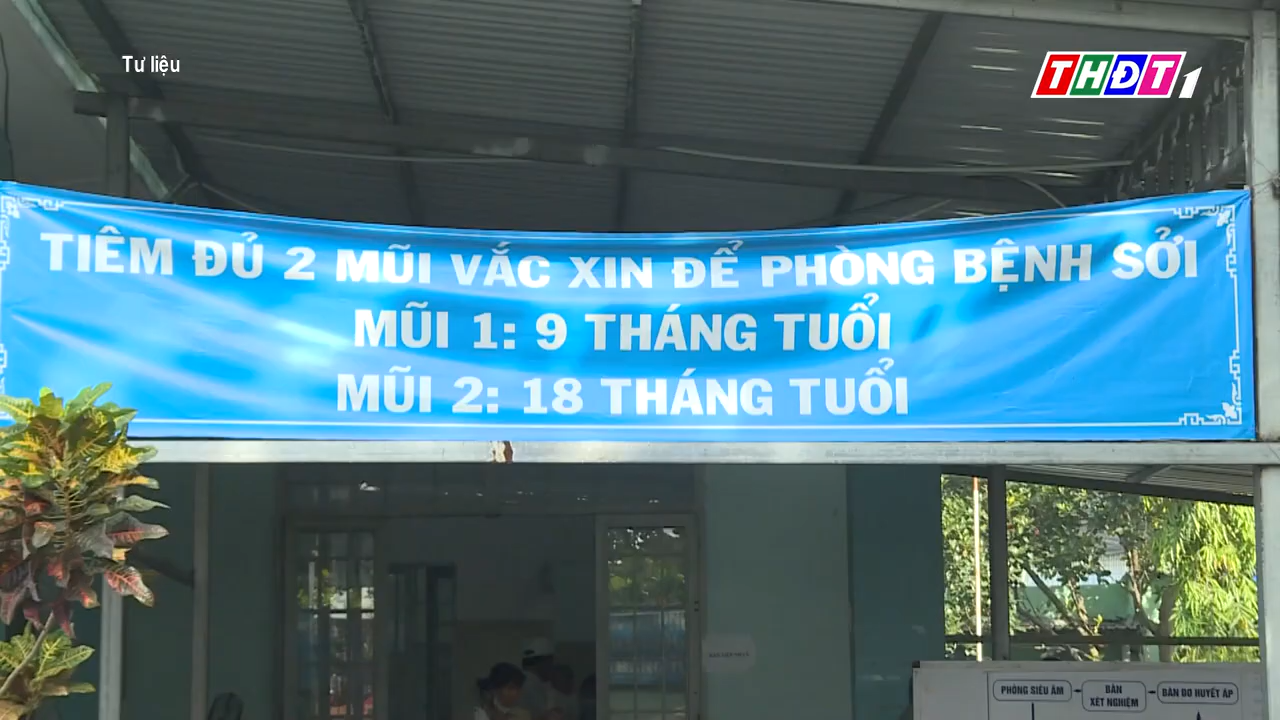 Tư liệu
THĐT1
TIÊM ĐỦ 2 MŨI VẮC XIN ĐỂ PHÒNG BỆNH SỞI
MŨI 1: 9 THÁNG TUỔI
MŨI 2: 18 THÁNG TUỔI
PHÒNG SIÊU ÂM
BÀN XÉT NGHIỆM
BÀN ĐO HUYẾT ÁP